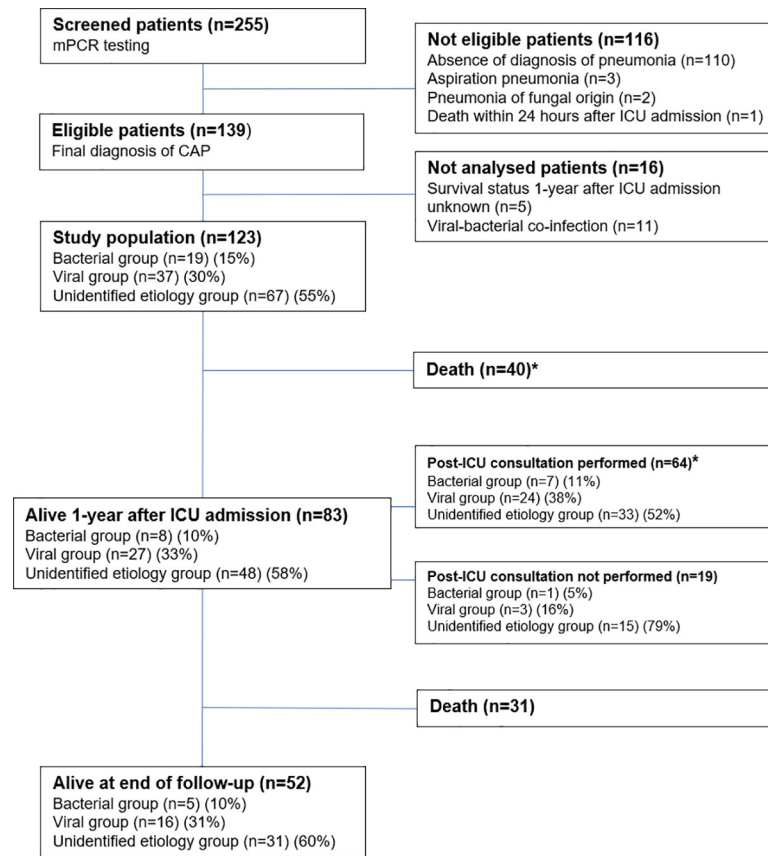 Screened patients (n=255)
mPCR testing
Not eligible patients (n=116)
Absence of diagnosis of pneumonia (n=110)
Aspiration pneumonia (n=3)
Pneumonia of fungal origin (n=2)
Death within 24 hours after ICU admission (n=1)
Eligible patients (n=139)
Final diagnosis of CAP
Not analysed patients (n=16)
Survival status 1-year after ICU admission
unknown (n=5)
Viral-bacterial co-infection (n=11)
Study population (n=123)
Bacterial group (n=19) (15%)
Viral group (n=37) (30%)
Unidentified etiology group (n=67) (55%)
Death (n=40)*
Post-ICU consultation performed (n=64)*
Bacterial group (n=7) (11%)
Viral group (n=24) (38%)
Unidentified etiology group (n=33) (52%)
Alive 1-year after ICU admission (n=83)
Bacterial group (n=8) (10%)
Viral group (n=27) (33%)
Unidentified etiology group (n=48) (58%)
Post-ICU consultation not performed (n=19)
Bacterial group (n=1) (5%)
Viral group (n=3) (16%)
Unidentified etiology group (n=15) (79%)
Death (n=31)
Alive at end of follow-up (n=52)
Bacterial group (n=5) (10%)
Viral group (n=16) (31%)
Unidentified etiology group (n=31) (60%)